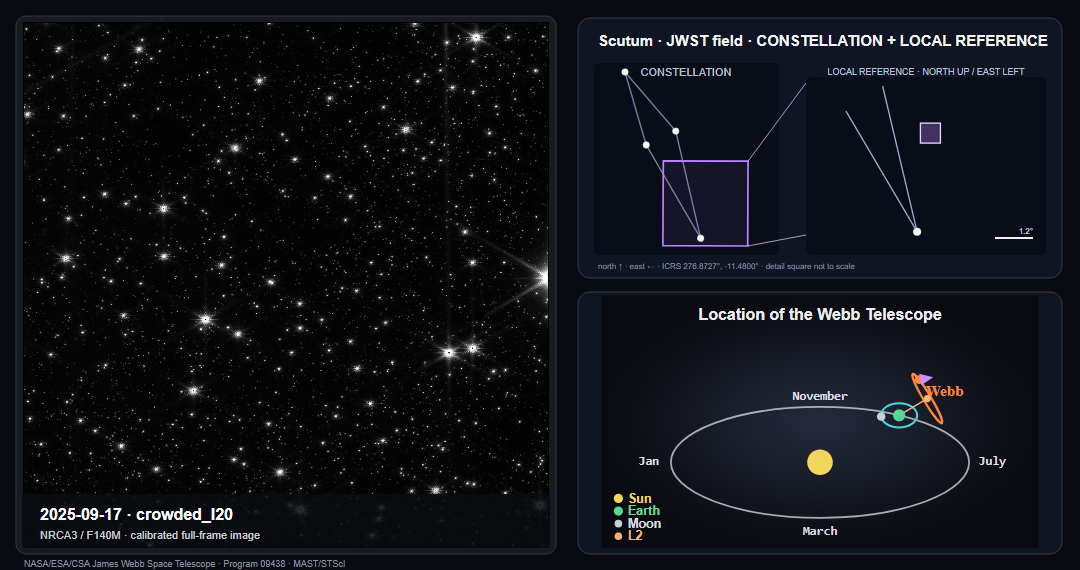 2025-09-17 · crowded_l20
NRCA3 / F140M · calibrated full-frame image
NASA/ESA/CSA James Webb Space Telescope · Program 09438 · MAST/STScI
Scutum · JWST field · CONSTELLATION + LOCAL REFERENCE
CONSTELLATION
LOCAL REFERENCE · NORTH UP / EAST LEFT
1.2°
north ↑ · east ← · ICRS 276.8727°, -11.4800° · detail square not to scale
Location of the Webb Telescope
November
Webb
Jan
July
March
Sun
Earth
Moon
L2